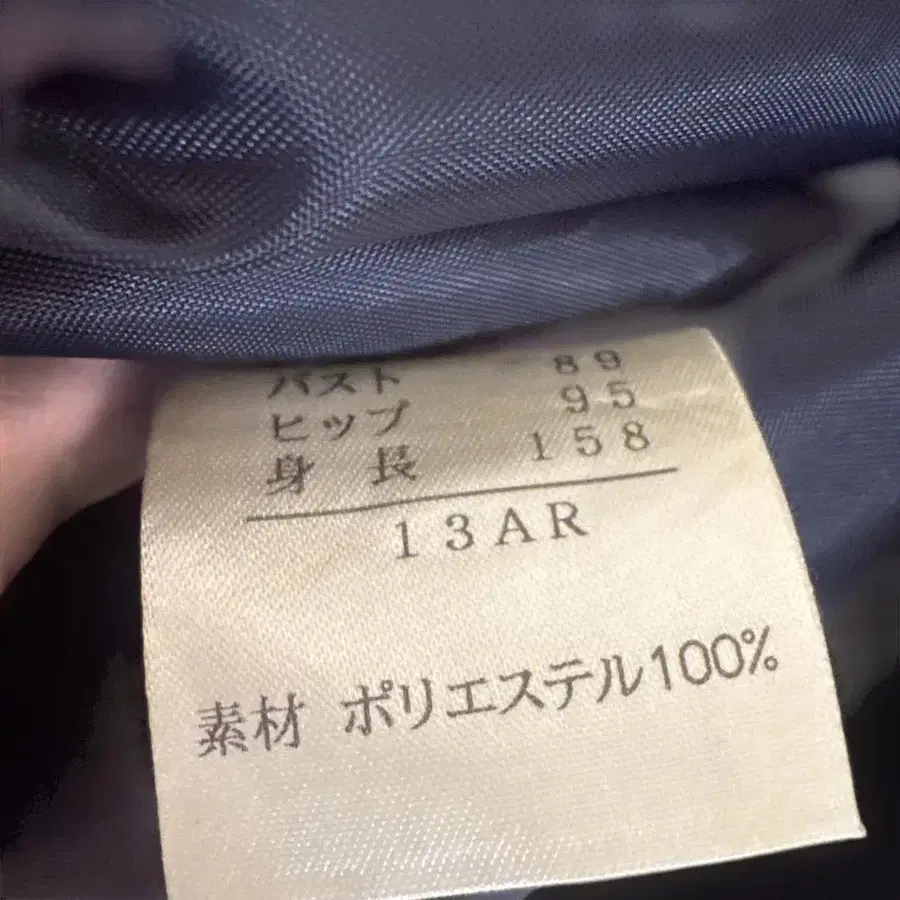 バスト 89
ヒップ 95
身 長 158
13AR
素材 ポリエステル100%